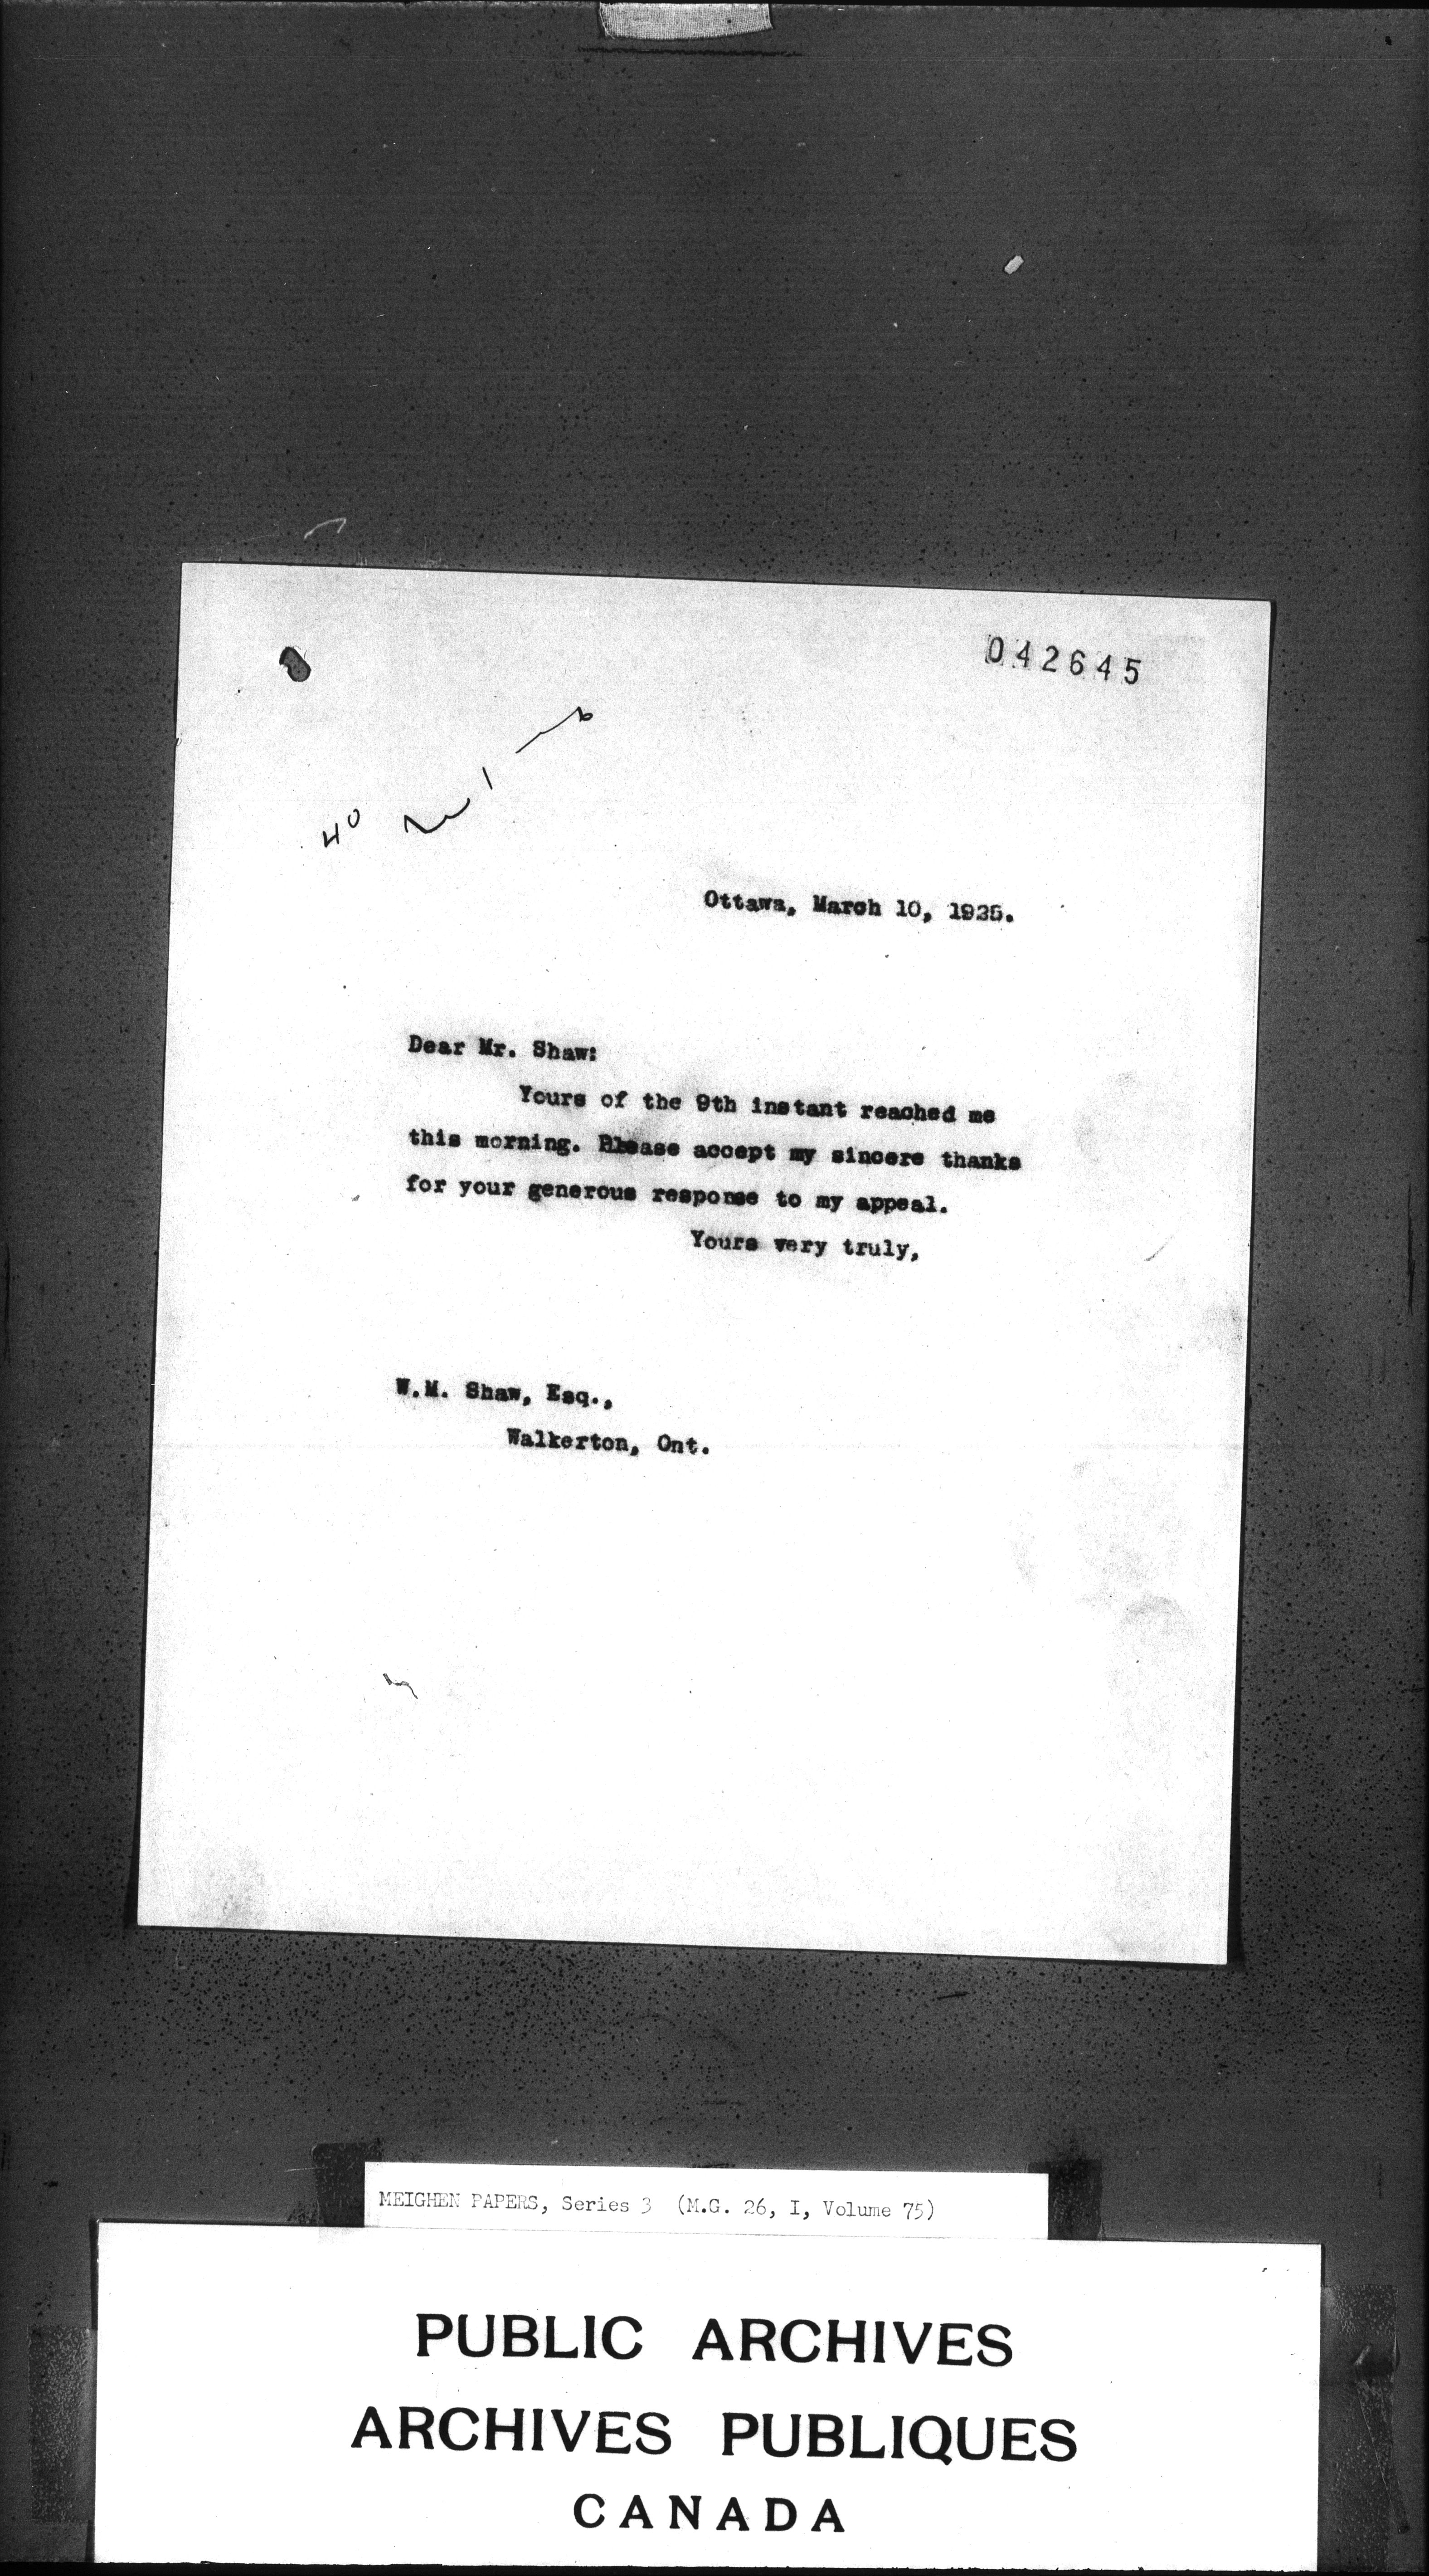 042645
40
Ottawa, March 10, 1925.
Dear Mr. Shaw:
Yours of the 9th instant reached me
this morning. Please accept my sincere thanks
for your generous response to my appeal.
Yours very truly,
W.M. Shaw, Esq.,
Walkerton, Ont.
MEIGHEN PAPERS, Series 3 (M.G. 26, I, Volume 75)
PUBLIC ARCHIVES
ARCHIVES PUBLIQUES
CANADA